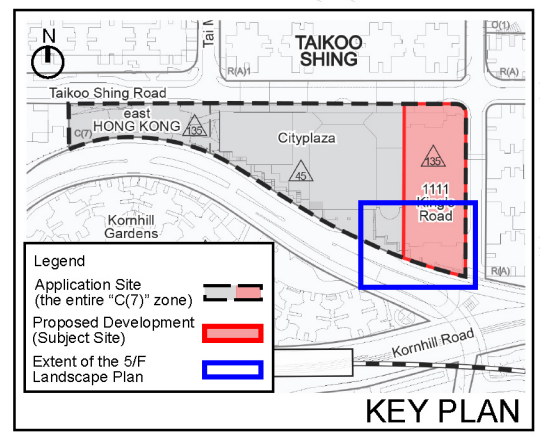 N
Tai
TAIKOO
SHING
O(1)
R(A)1
R(A)
Taikoo Shing Road
east
HONG KONG
C(7)
135
Cityplaza
45
135
1111
King's
Road
Kornhill
Gardens
R(A)
Kornhill Road
Legend
Application Site
(the entire "C(7)" zone)
Proposed Development
(Subject Site)
Extent of the 5/F
Landscape Plan
KEY PLAN